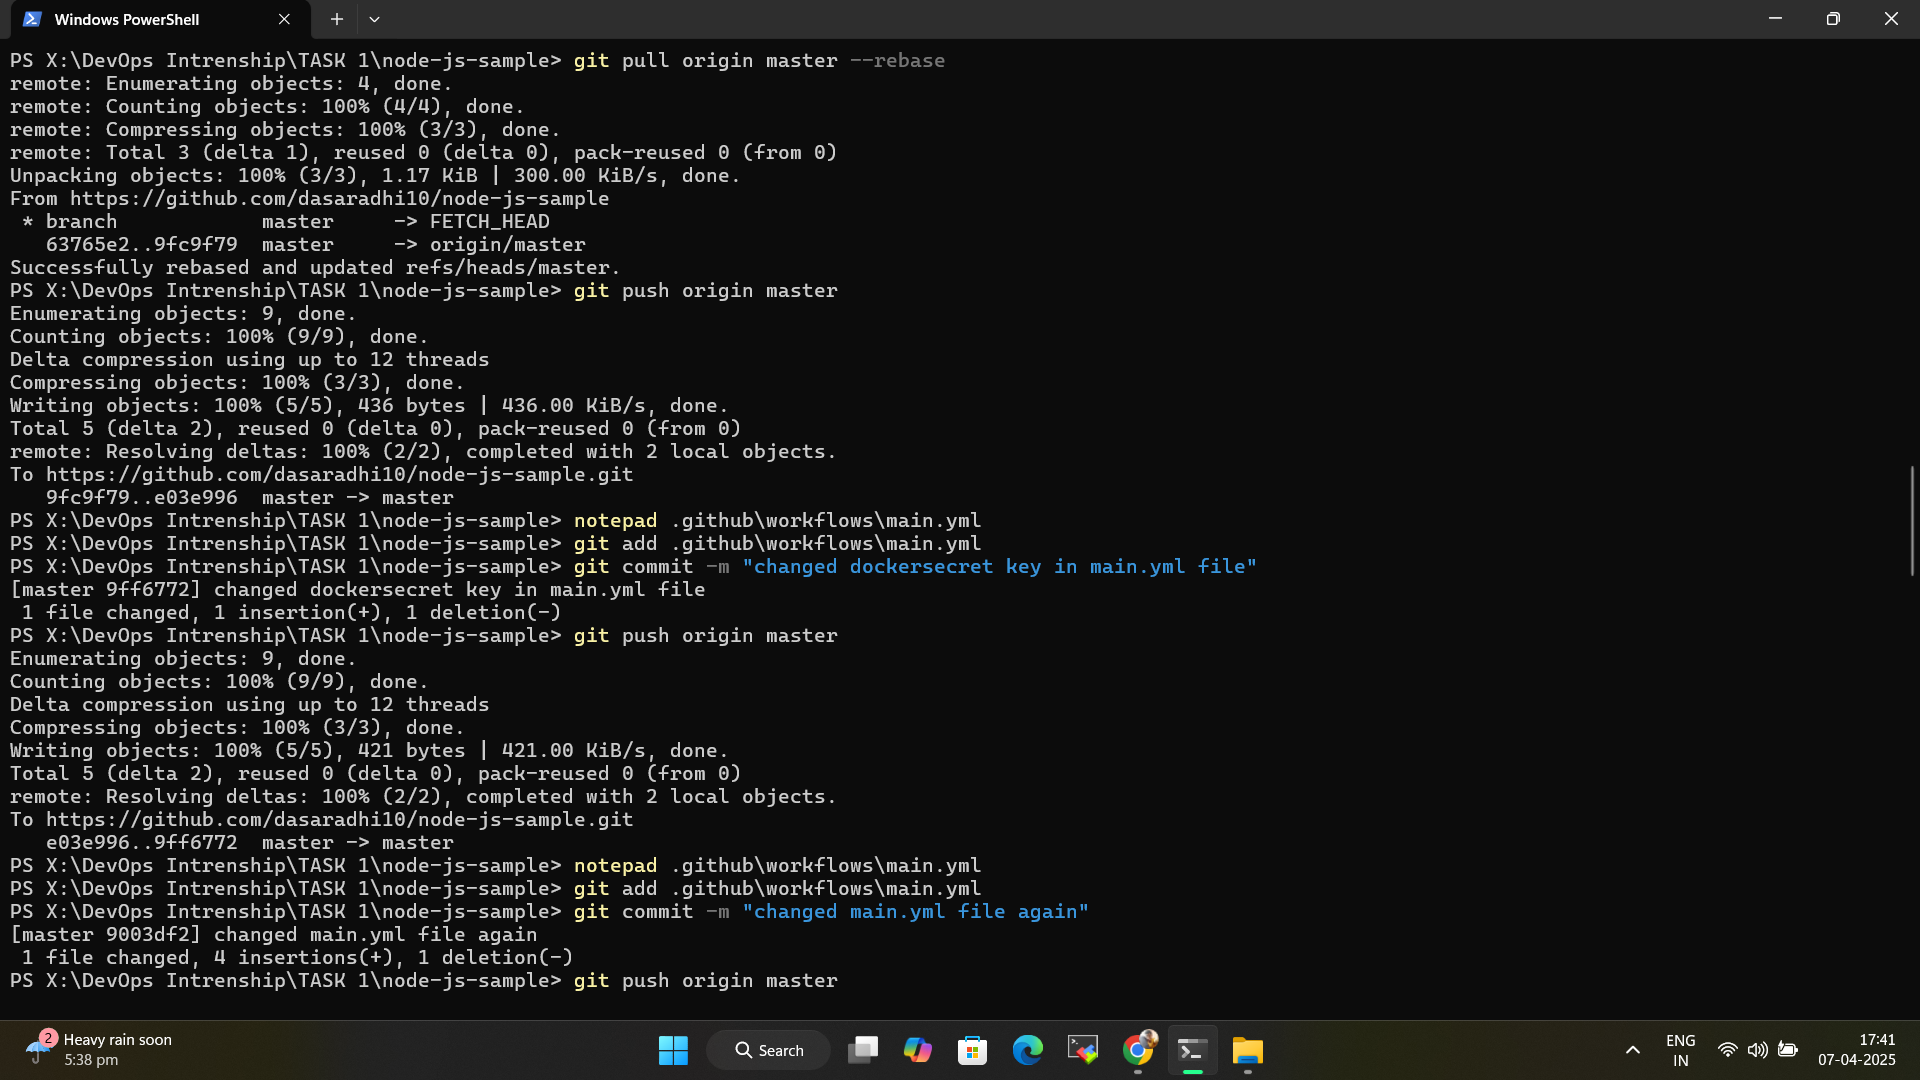 Windows PowerShell
PS X:\DevOps Intrenship\TASK 1\node-js-sample> git pull origin master --rebase
remote: Enumerating objects: 4, done.
remote: Counting objects: 100% (4/4), done.
remote: Compressing objects: 100% (3/3), done.
remote: Total 3 (delta 1), reused 0 (delta 0), pack-reused 0 (from 0)
Unpacking objects: 100% (3/3), 1.17 KiB | 300.00 KiB/s, done.
From https://github.com/dasaradhi10/node-js-sample
 * branch            master     -> FETCH_HEAD
   63765e2..9fc9f79  master     -> origin/master
Successfully rebased and updated refs/heads/master.
PS X:\DevOps Intrenship\TASK 1\node-js-sample> git push origin master
Enumerating objects: 9, done.
Counting objects: 100% (9/9), done.
Delta compression using up to 12 threads
Compressing objects: 100% (3/3), done.
Writing objects: 100% (5/5), 436 bytes | 436.00 KiB/s, done.
Total 5 (delta 2), reused 0 (delta 0), pack-reused 0 (from 0)
remote: Resolving deltas: 100% (2/2), completed with 2 local objects.
To https://github.com/dasaradhi10/node-js-sample.git
   9fc9f79..e03e996  master -> master
PS X:\DevOps Intrenship\TASK 1\node-js-sample> notepad .github\workflows\main.yml
PS X:\DevOps Intrenship\TASK 1\node-js-sample> git add .github\workflows\main.yml
PS X:\DevOps Intrenship\TASK 1\node-js-sample> git commit -m "changed dockersecret key in main.yml file"
[master 9ff6772] changed dockersecret key in main.yml file
 1 file changed, 1 insertion(+), 1 deletion(-)
PS X:\DevOps Intrenship\TASK 1\node-js-sample> git push origin master
Enumerating objects: 9, done.
Counting objects: 100% (9/9), done.
Delta compression using up to 12 threads
Compressing objects: 100% (3/3), done.
Writing objects: 100% (5/5), 421 bytes | 421.00 KiB/s, done.
Total 5 (delta 2), reused 0 (delta 0), pack-reused 0 (from 0)
remote: Resolving deltas: 100% (2/2), completed with 2 local objects.
To https://github.com/dasaradhi10/node-js-sample.git
   e03e996..9ff6772  master -> master
PS X:\DevOps Intrenship\TASK 1\node-js-sample> notepad .github\workflows\main.yml
PS X:\DevOps Intrenship\TASK 1\node-js-sample> git add .github\workflows\main.yml
PS X:\DevOps Intrenship\TASK 1\node-js-sample> git commit -m "changed main.yml file again"
[master 9003df2] changed main.yml file again
 1 file changed, 4 insertions(+), 1 deletion(-)
PS X:\DevOps Intrenship\TASK 1\node-js-sample> git push origin master
2
Heavy rain soon
5:38 pm
Search
ENG
IN
17:41
07-04-2025